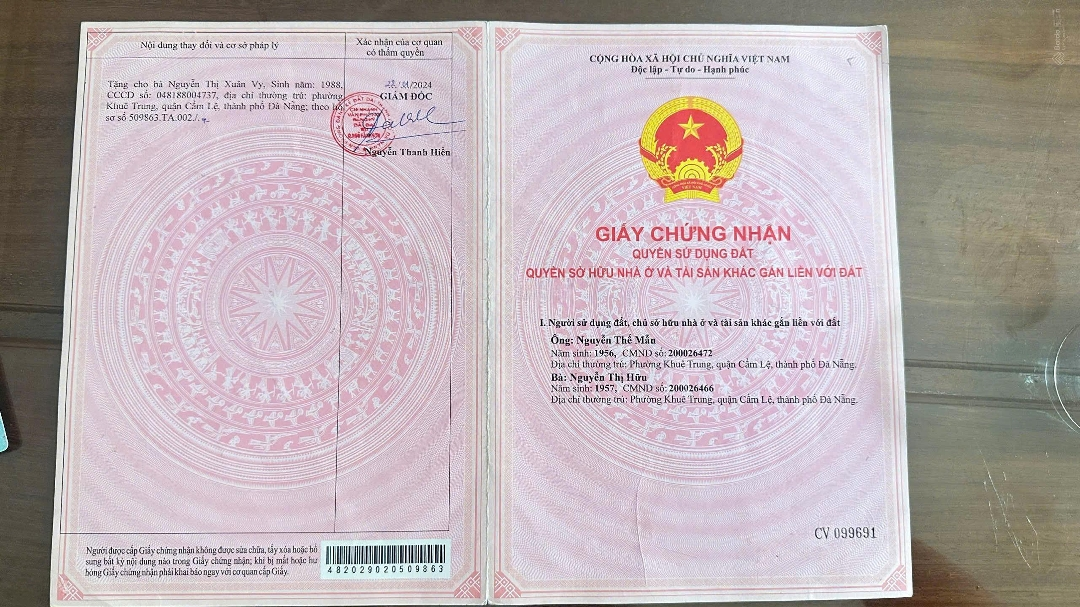 Nội dung thay đổi và cơ sở pháp lý
Xác nhận của cơ quan
có thẩm quyền
Tặng cho bà Nguyễn Thị Xuân Vy, Sinh năm: 1988,
CCCD số: 048188004737, địa chỉ thường trú: phường
Khuê Trung, quận Cẩm Lệ, thành phố Đà Nẵng; theo hồ
sơ số 509863.TA.002./.
/2024
GIÁM ĐỐC
Nguyễn Thanh Hiền
Người được cấp Giấy chứng nhận không được sửa chữa, tẩy xóa hoặc bổ
sung bất kỳ nội dung nào trong Giấy chứng nhận; khi bị mất hoặc hư
hỏng Giấy chứng nhận phải khai báo ngay với cơ quan cấp Giấy.
482029020509863
CỘNG HÒA XÃ HỘI CHỦ NGHĨA VIỆT NAM
Độc lập - Tự do - Hạnh phúc
VIỆT NAM
GIẤY CHỨNG NHẬN
QUYỀN SỬ DỤNG ĐẤT
QUYỀN SỞ HỮU NHÀ Ở VÀ TÀI SẢN KHÁC GẮN LIỀN VỚI ĐẤT
I. Người sử dụng đất, chủ sở hữu nhà ở và tài sản khác gắn liền với đất
Ông: Nguyễn Thế Mẫn
Năm sinh: 1956, CMND số: 200026472
Địa chỉ thường trú: Phường Khuê Trung, quận Cẩm Lệ, thành phố Đà Nẵng.
Bà: Nguyễn Thị Hữu
Năm sinh: 1957, CMND số: 200026466
Địa chỉ thường trú: Phường Khuê Trung, quận Cẩm Lệ, thành phố Đà Nẵng.
CV 099691